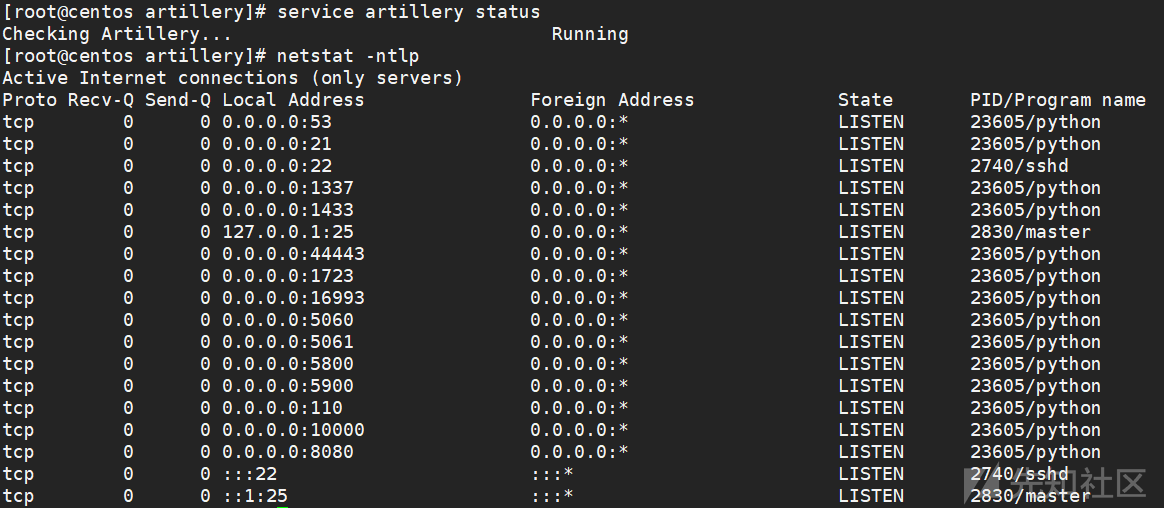 [root@centos artillery]# service artillery status
Checking Artillery... Running
[root@centos artillery]# netstat -ntlp
Active Internet connections (only servers)
Proto Recv-Q Send-Q Local Address Foreign Address State PID/Program name
tcp 0 0 0.0.0.0:53 0.0.0.0:* LISTEN 23605/python
tcp 0 0 0.0.0.0:21 0.0.0.0:* LISTEN 23605/python
tcp 0 0 0.0.0.0:22 0.0.0.0:* LISTEN 2740/sshd
tcp 0 0 0.0.0.0:1337 0.0.0.0:* LISTEN 23605/python
tcp 0 0 0.0.0.0:1433 0.0.0.0:* LISTEN 23605/python
tcp 0 0 127.0.0.1:25 0.0.0.0:* LISTEN 2830/master
tcp 0 0 0.0.0.0:44443 0.0.0.0:* LISTEN 23605/python
tcp 0 0 0.0.0.0:1723 0.0.0.0:* LISTEN 23605/python
tcp 0 0 0.0.0.0:16993 0.0.0.0:* LISTEN 23605/python
tcp 0 0 0.0.0.0:5060 0.0.0.0:* LISTEN 23605/python
tcp 0 0 0.0.0.0:5061 0.0.0.0:* LISTEN 23605/python
tcp 0 0 0.0.0.0:5800 0.0.0.0:* LISTEN 23605/python
tcp 0 0 0.0.0.0:5900 0.0.0.0:* LISTEN 23605/python
tcp 0 0 0.0.0.0:110 0.0.0.0:* LISTEN 23605/python
tcp 0 0 0.0.0.0:10000 0.0.0.0:* LISTEN 23605/python
tcp 0 0 0.0.0.0:8080 0.0.0.0:* LISTEN 23605/python
tcp 0 0 :::22 :::* LISTEN 2740/sshd
tcp 0 0 ::1:25 :::* LISTEN 2830/master
先知社区